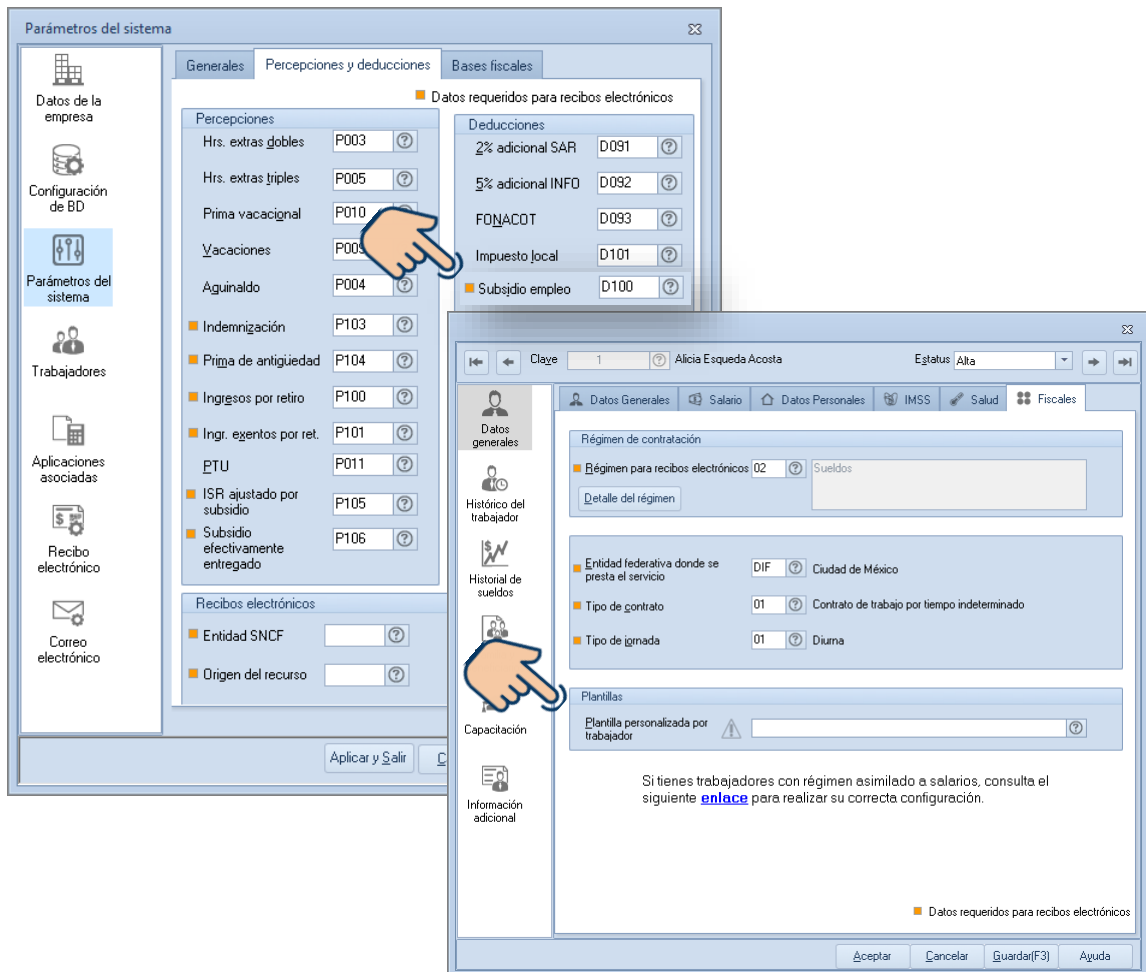 Parámetros del sistema
Datos de la
empresa
Configuración
de BD
Parámetros del
sistema
Trabajadores
Aplicaciones
asociadas
Recibo
electrónico
Correo
electrónico
Generales Percepciones y deducciones Bases fiscales
Datos requeridos para recibos electrónicos
Percepciones
Hrs. extras dobles P003
Hrs. extras triples P005
Prima vacacional P010
Vacaciones
Aguinaldo P004
Indemnización P103
Prima de antigüedad P104
Ingresos por retiro P100
Ingr. exentos por ret. P101
PTU P011
ISR ajustado por
subsidio P105
Subsidio
efectivamente
entregado P106
Deducciones
2% adicional SAR D091
5% adicional INFO D092
FONACOT D093
Impuesto local D101
Subsidio empleo D100
Recibos electrónicos
Entidad SNCF
Origen del recurso
Aplicar y Salir C
Clave 1 Alicia Esqueda Acosta Estatus Alta
Datos
generales
Histórico del
trabajador
Historial de
sueldos
Capacitación
Información
adicional
Datos Generales Salario Datos Personales IMSS Salud Fiscales
Régimen de contratación
Régimen para recibos electrónicos 02 Sueldos
Detalle del régimen
Entidad federativa donde se
presta el servicio DIF Ciudad de México
Tipo de contrato 01 Contrato de trabajo por tiempo indeterminado
Tipo de jornada 01 Diurna
Plantillas
Plantilla personalizada por
trabajador
Si tienes trabajadores con régimen asimilado a salarios, consulta el
siguiente enlace para realizar su correcta configuración.
Datos requeridos para recibos electrónicos
Aceptar Cancelar Guardar(F3) Ayuda